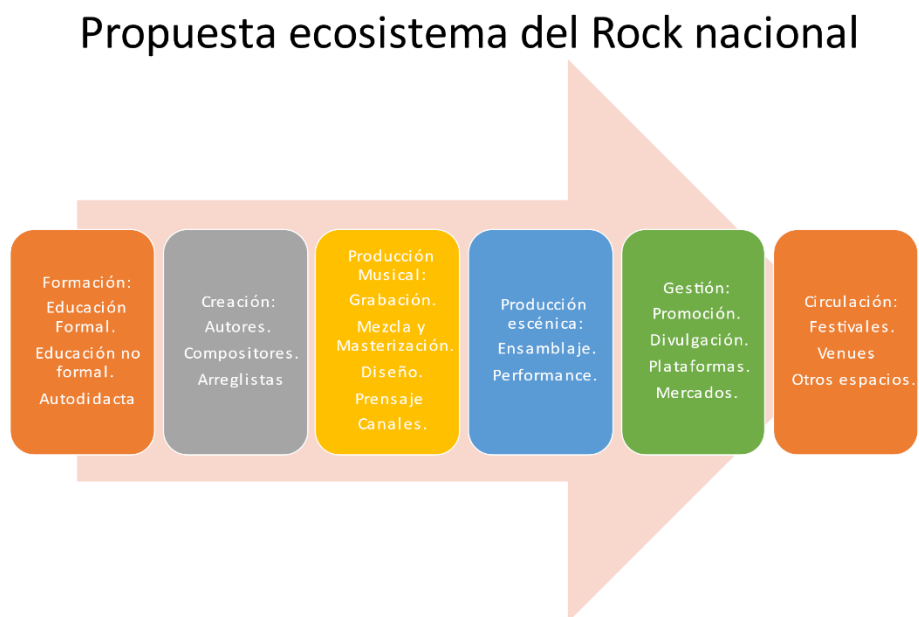 Propuesta ecosistema del Rock nacional
Formación:
Educación
Formal.
Educación no
formal.
Autodidacta
Creación:
Autores.
Compositores.
Arreglistas
Producción
Musical:
Grabación.
Mezcla y
Masterización.
Diseño.
Prensaje
Canales.
Producción
escénica:
Ensamblaje.
Performance.
Gestión:
Promoción.
Divulgación.
Plataformas.
Mercados.
Circulación:
Festivales.
Venues
Otros espacios.